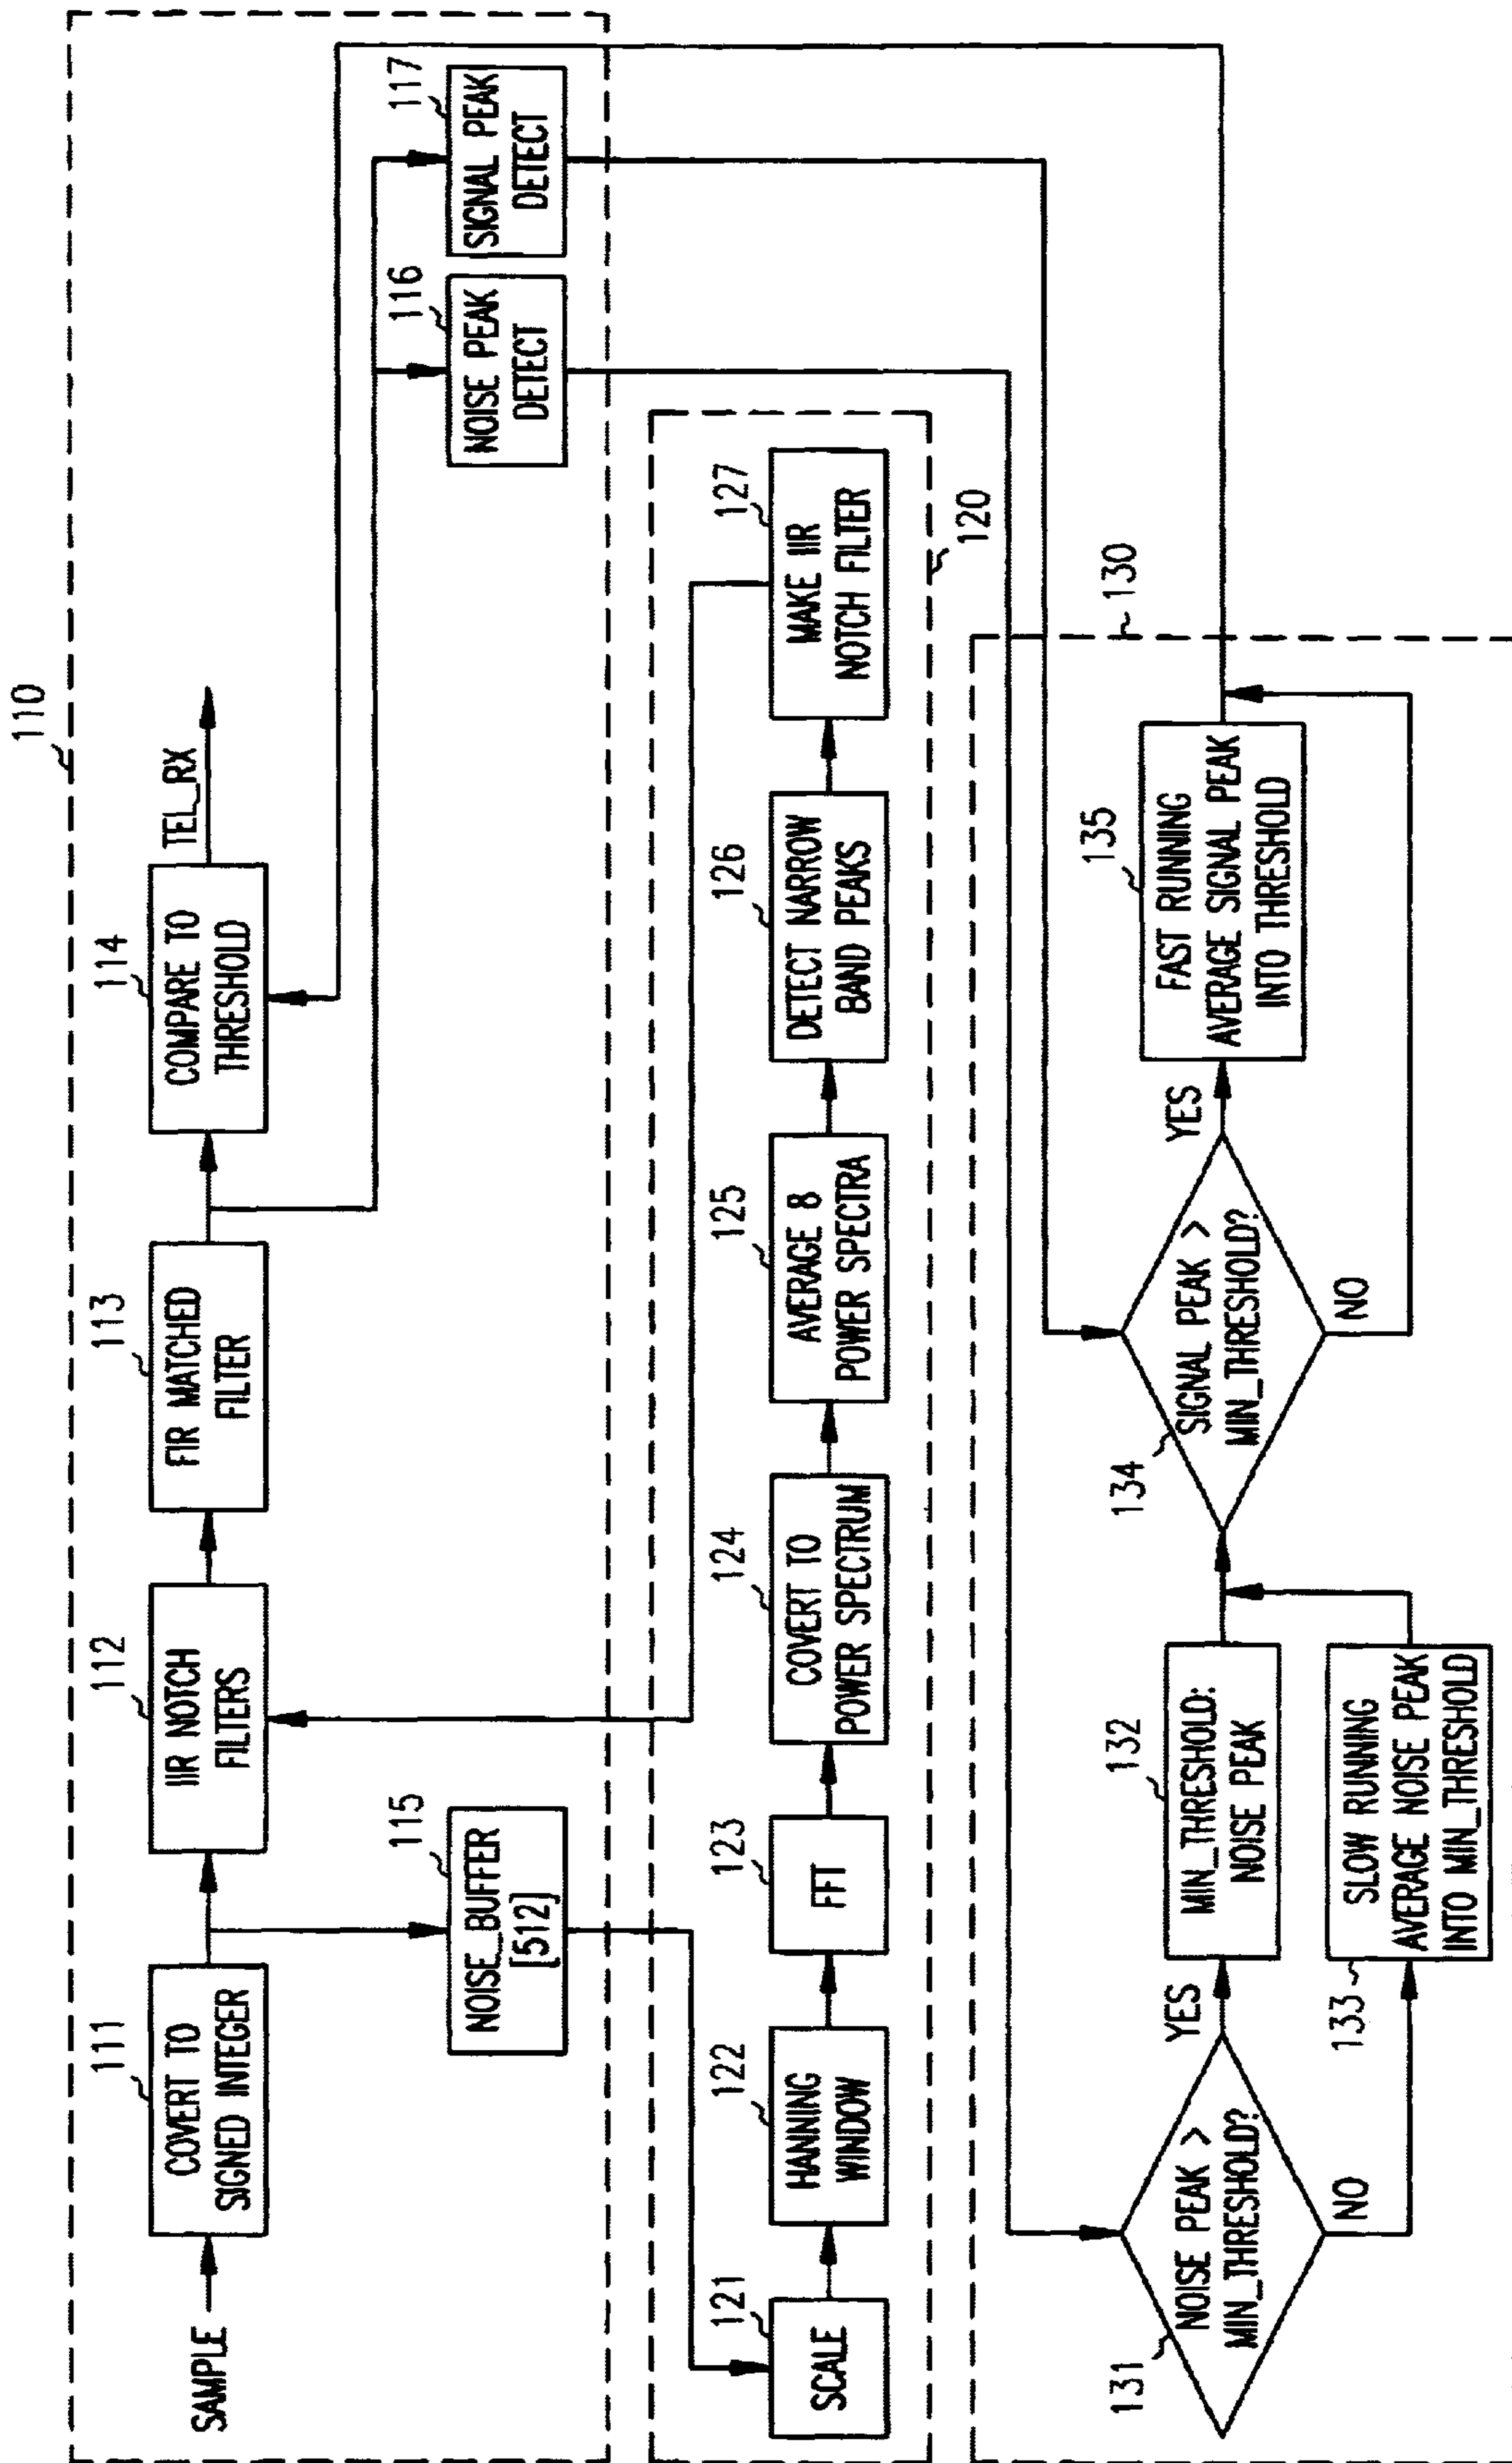 110
SAMPLE
111
COVERT TO
SIGNED INTEGER
112
IIR NOTCH
FILTERS
113
FIR MATCHED
FILTER
114
COMPARE TO
THRESHOLD
TEL_RX
115
NOISE_BUFFER
[512]
116
NOISE PEAK
DETECT
117
SIGNAL PEAK
DETECT
121
SCALE
122
HANNING
WINDOW
123
FFT
124
COVERT TO
POWER SPECTRUM
125
AVERAGE 8
POWER SPECTRA
126
DETECT NARROW
BAND PEAKS
127
MAKE IIR
NOTCH FILTER
120
130
131
NOISE PEAK >
MIN_THRESHOLD?
YES
NO
132
MIN_THRESHOLD:
NOISE PEAK
133
SLOW RUNNING
AVERAGE NOISE PEAK
INTO MIN_THRESHOLD
134
SIGNAL PEAK >
MIN_THRESHOLD?
YES
NO
135
FAST RUNNING
AVERAGE SIGNAL PEAK
INTO THRESHOLD